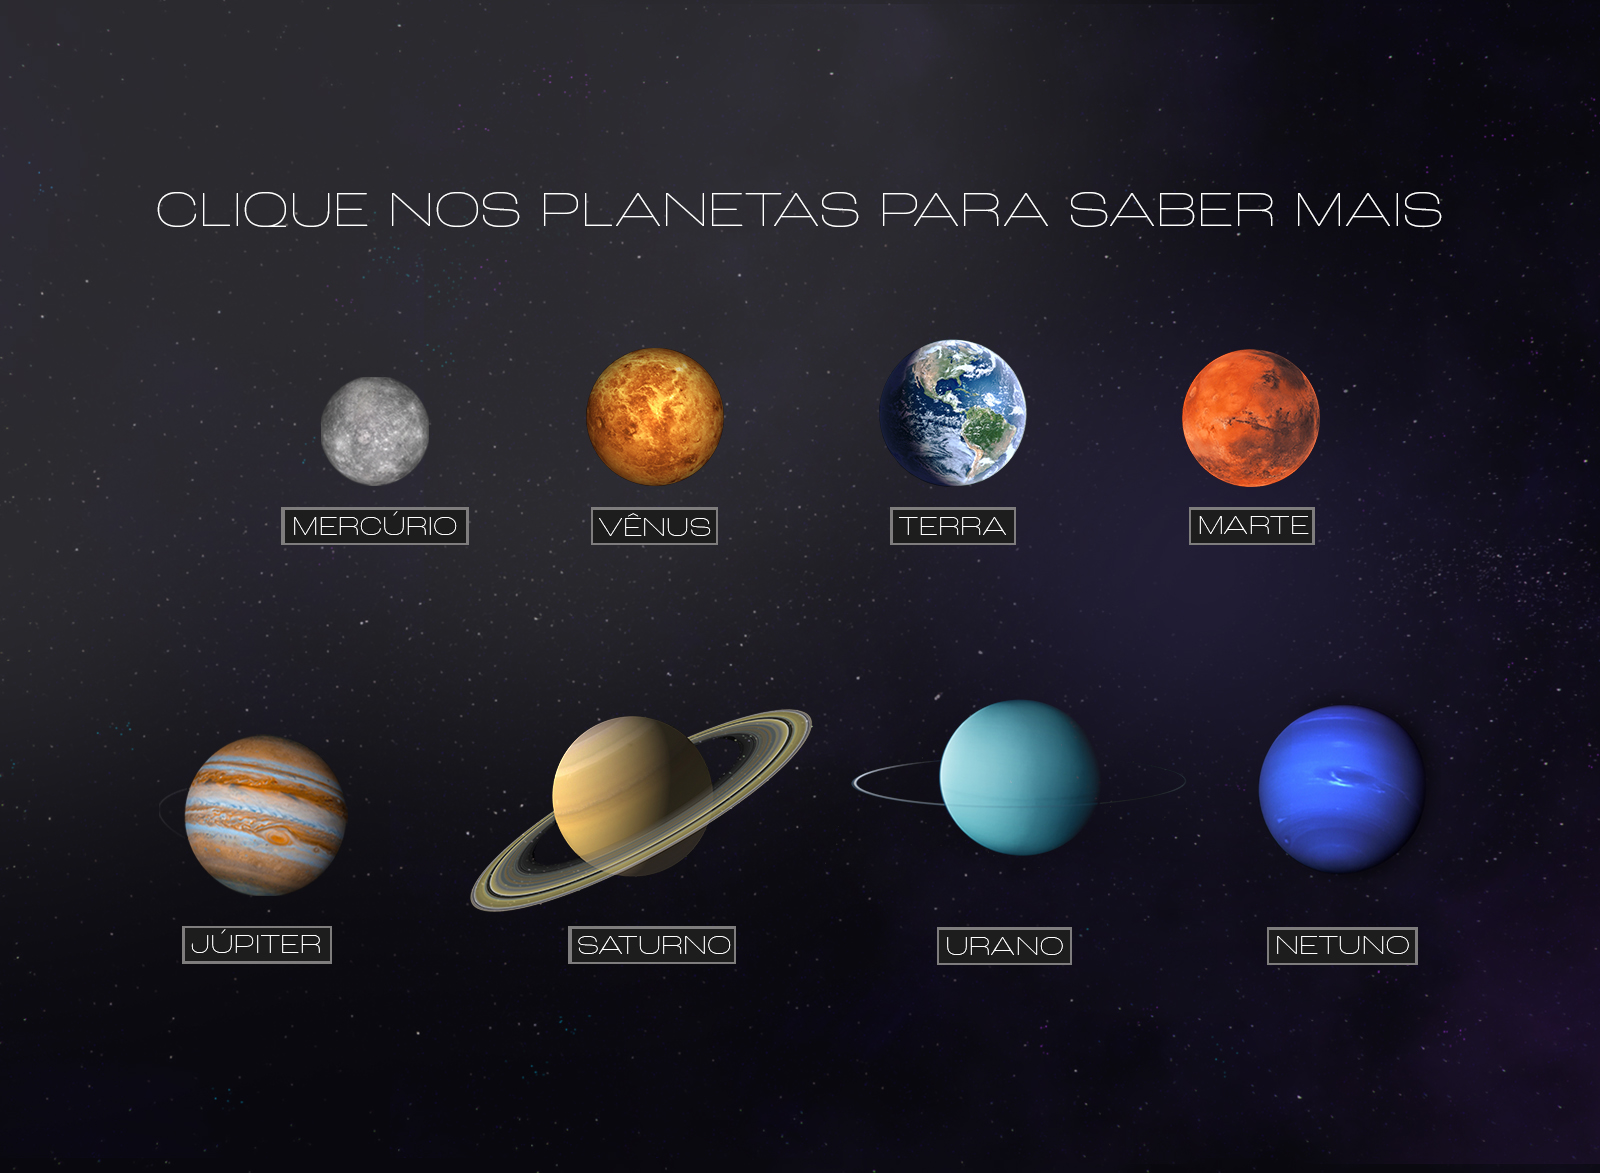 CLIQUE NOS PLANETAS PARA SABER MAIS
MERCÚRIO
VÊNUS
TERRA
MARTE
JÚPITER
SATURNO
URANO
NETUNO